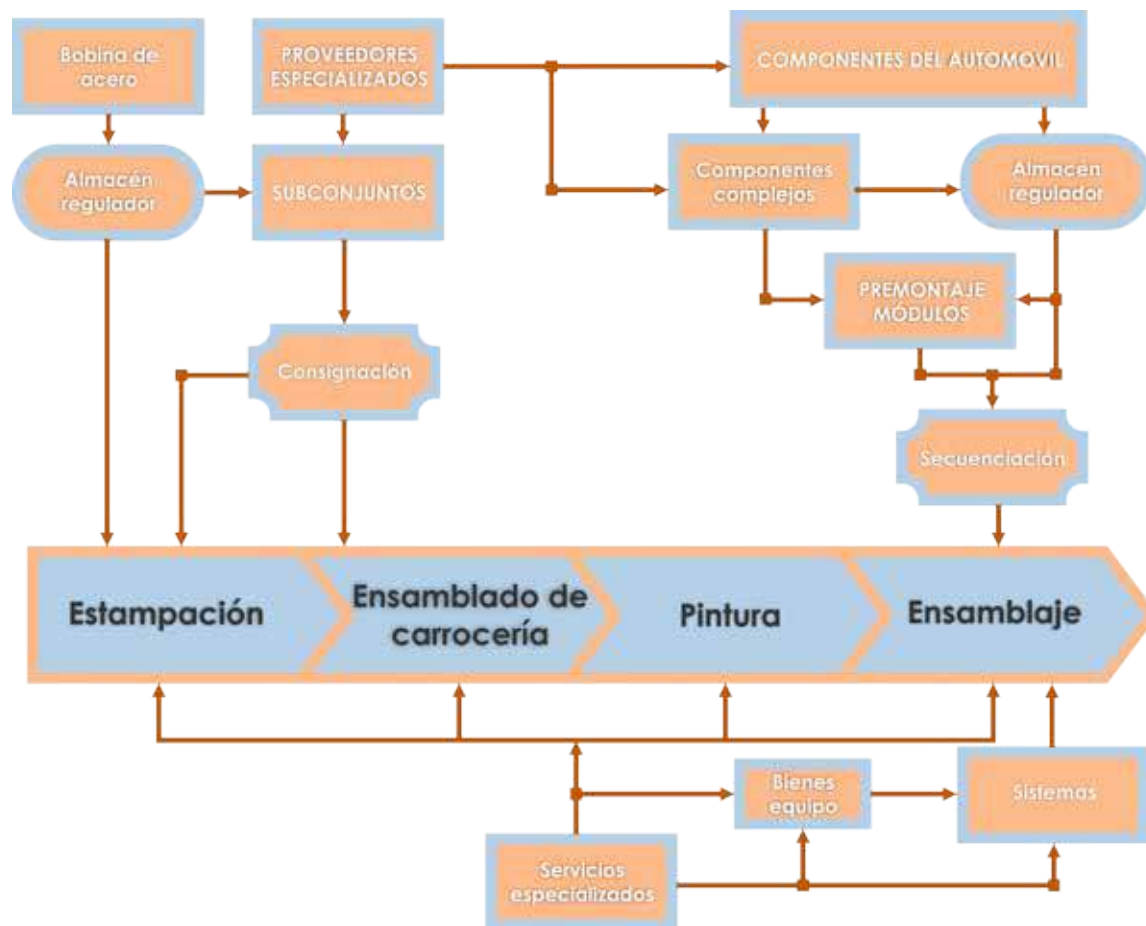 Bobina de
acero
PROVEEDORES
ESPECIALIZADOS
COMPONENTES DEL AUTOMOVIL
Almacén
regulador
SUBCONJUNTOS
Componentes
complejos
Almacén
regulador
PREMONTAJE
MÓDULOS
Consignación
Secuenciación
Estampación
Ensamblado de
carrocería
Pintura
Ensamblaje
Bienes
equipo
Sistemas
Servicios
especializados